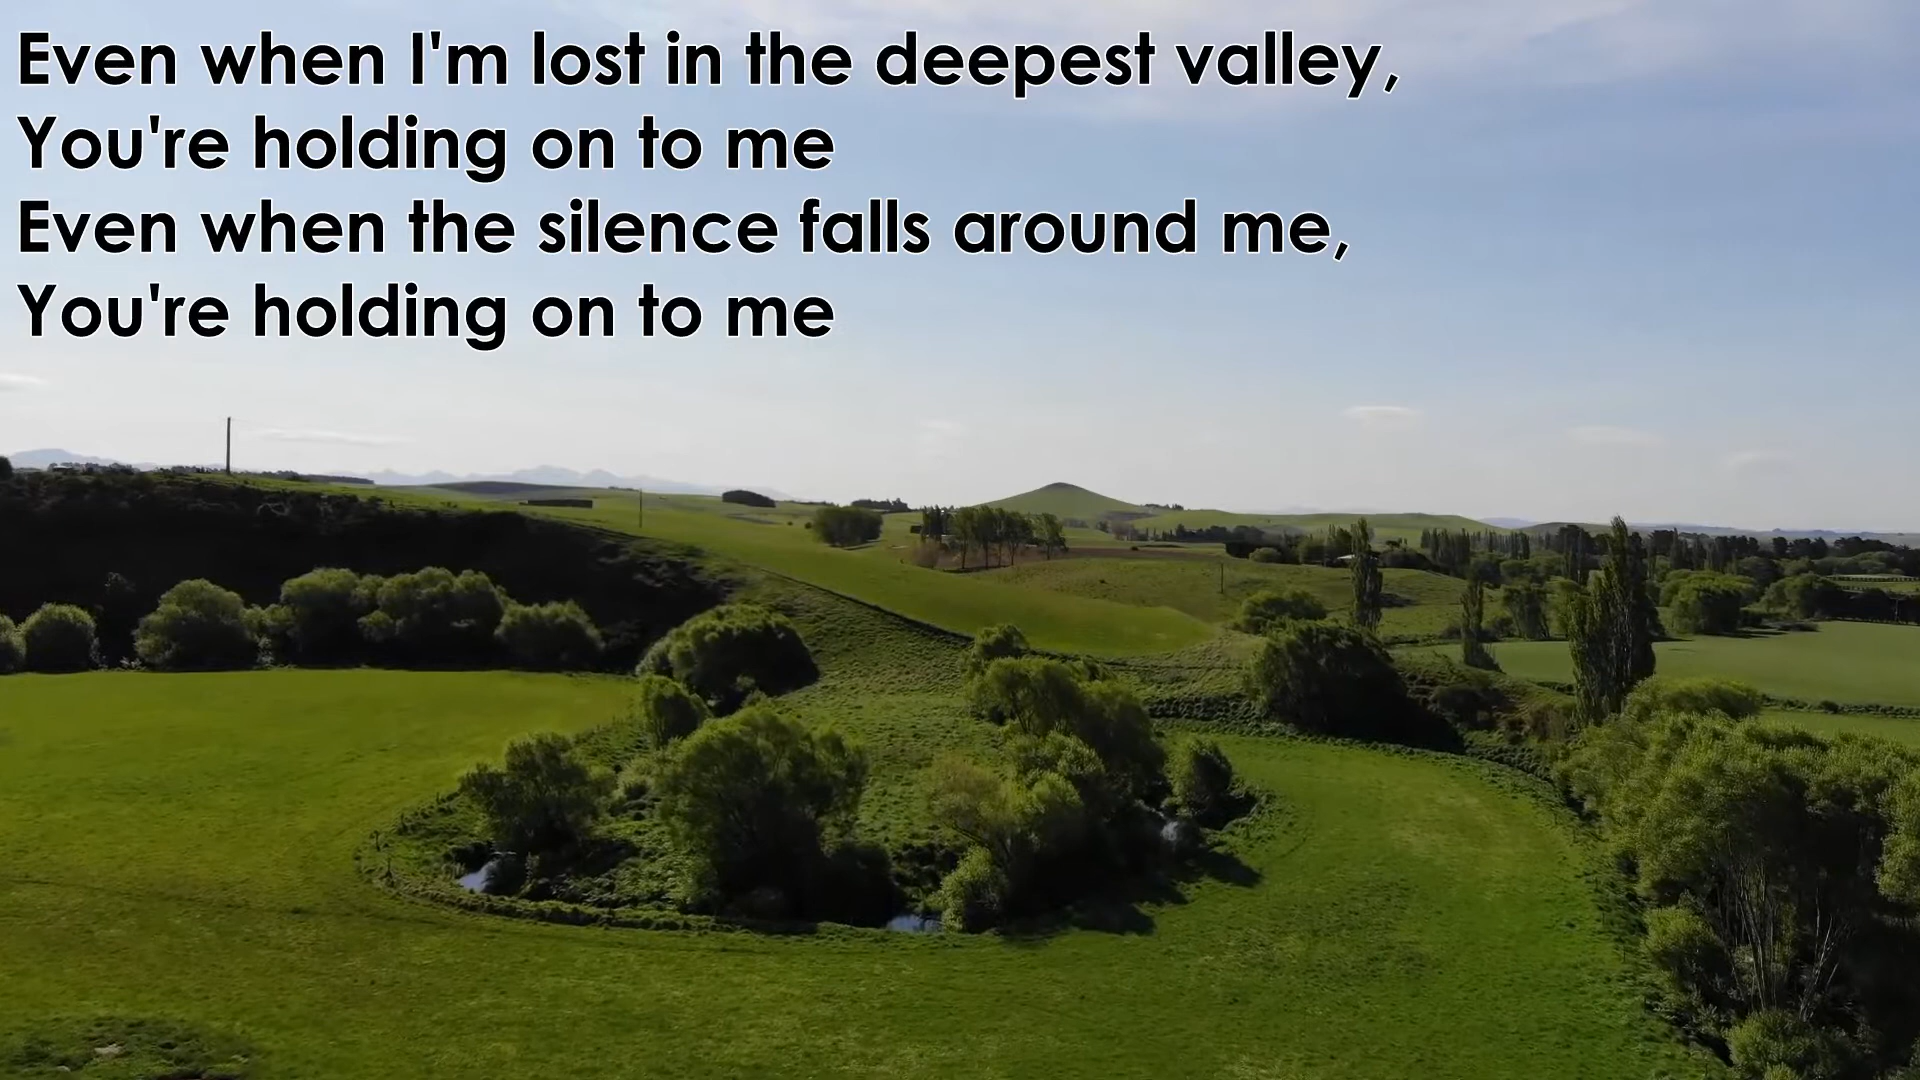 Even when I'm lost in the deepest valley,
You're holding on to me
Even when the silence falls around me,
You're holding on to me